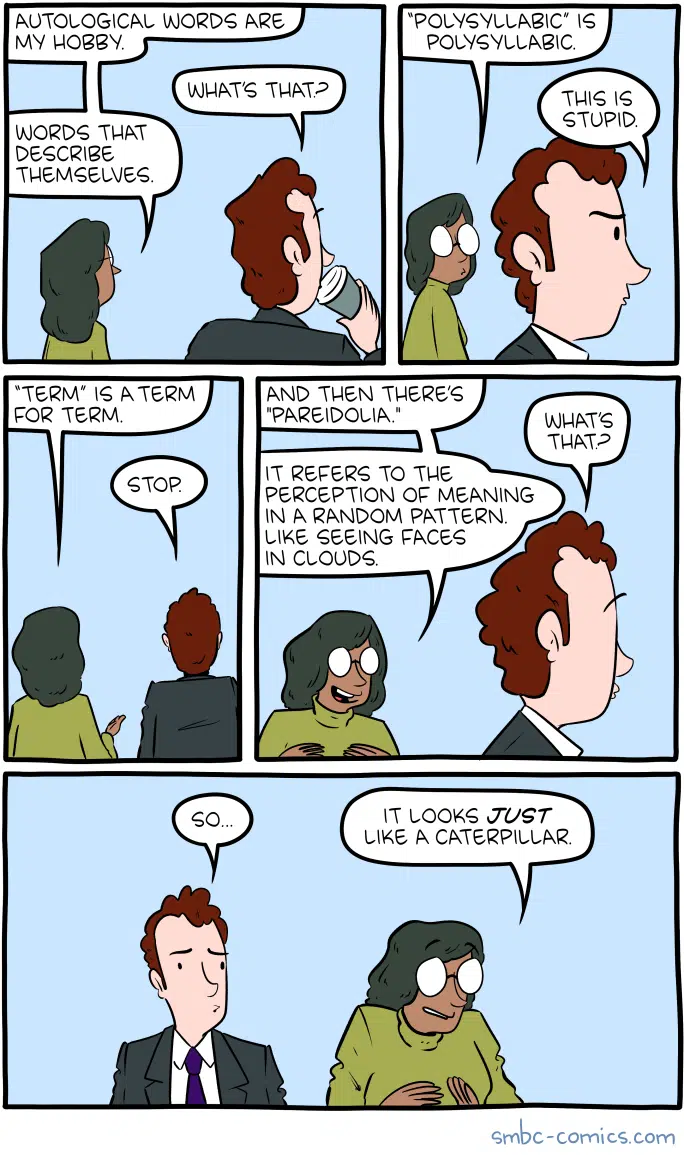 AUTOLOGICAL WORDS ARE
MY HOBBY.
WHAT'S THAT?
WORDS THAT
DESCRIBE
THEMSELVES.
"POLYSYLLABIC" IS
POLYSYLLABIC.
THIS IS
STUPID.
"TERM" IS A TERM
FOR TERM.
STOP.
AND THEN THERE'S
"PAREIDOLIA."
WHAT'S
THAT?
IT REFERS TO THE
PERCEPTION OF MEANING
IN A RANDOM PATTERN.
LIKE SEEING FACES
IN CLOUDS.
SO...
IT LOOKS JUST
LIKE A CATERPILLAR.
smbc-comics.com